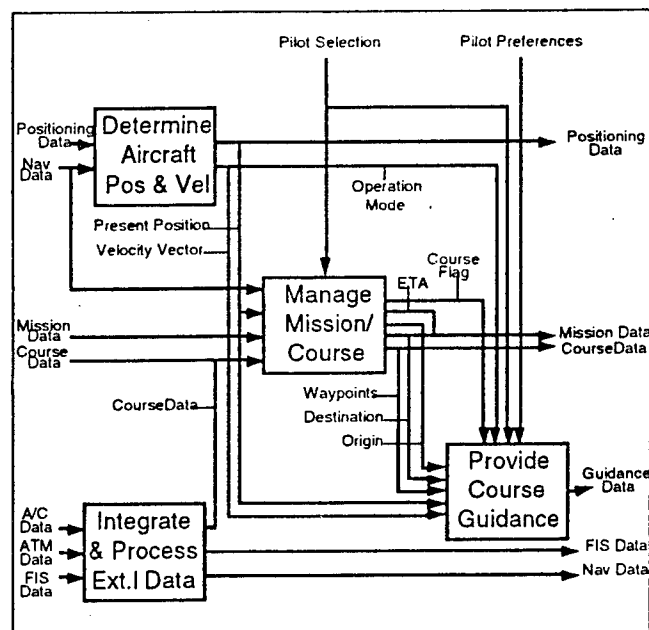 Pilot Selection
Pilot Preferences
Positioning
Data
Nav
Data
Determine
Aircraft
Pos & Vel
Positioning
Data
Operation
Mode
Present Position
Velocity Vector
Course
Flag
ETA
Manage
Mission/
Course
Mission
Data
Course
Data
Mission Data
CourseData
CourseData
Waypoints
Destination
Origin
Provide
Course
Guidance
Guidance
Data
A/C
Data
ATM
Data
FIS
Data
Integrate
& Process
Ext.I Data
FIS Data
Nav Data